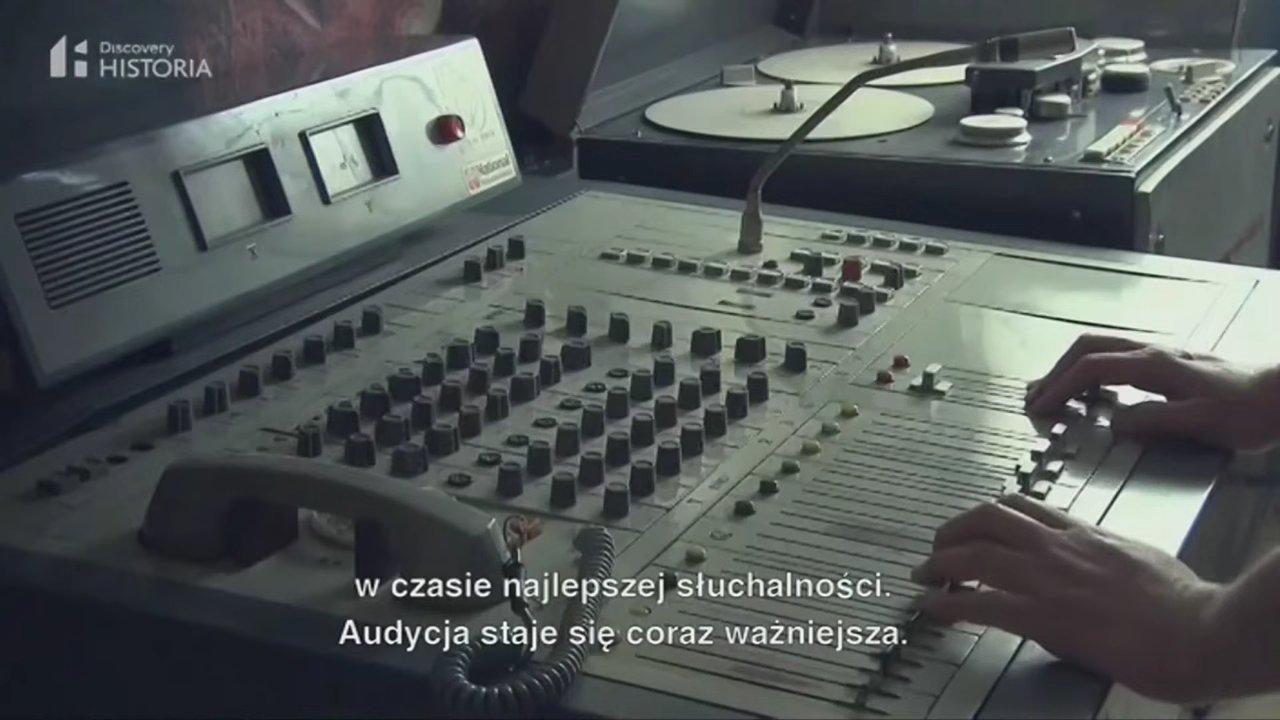 Discovery
HISTORIA
National
w czasie najlepszej słuchalności.
Audycja staje się coraz ważniejsza.